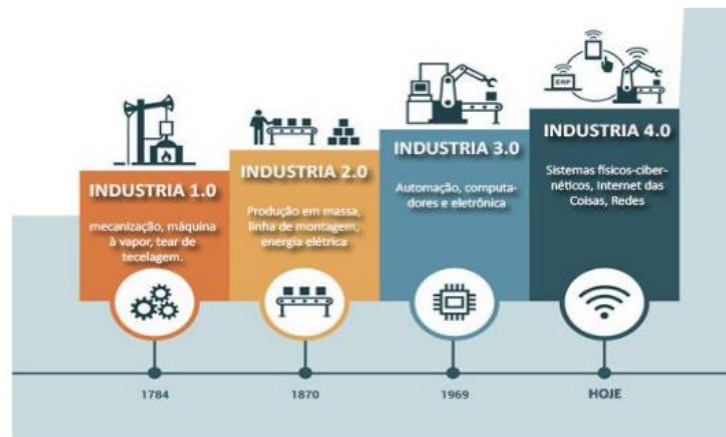 ERP
INDUSTRIA 1.0
mecanização, máquina
à vapor, tear de
tecelagem.
INDUSTRIA 2.0
Produção em massa,
linha de montagem,
energia elétrica
INDUSTRIA 3.0
Automação, computa-
dores e eletrônica
INDUSTRIA 4.0
Sistemas físicos-ciber-
néticos, Internet das
Coisas, Redes
1784
1870
1969
HOJE